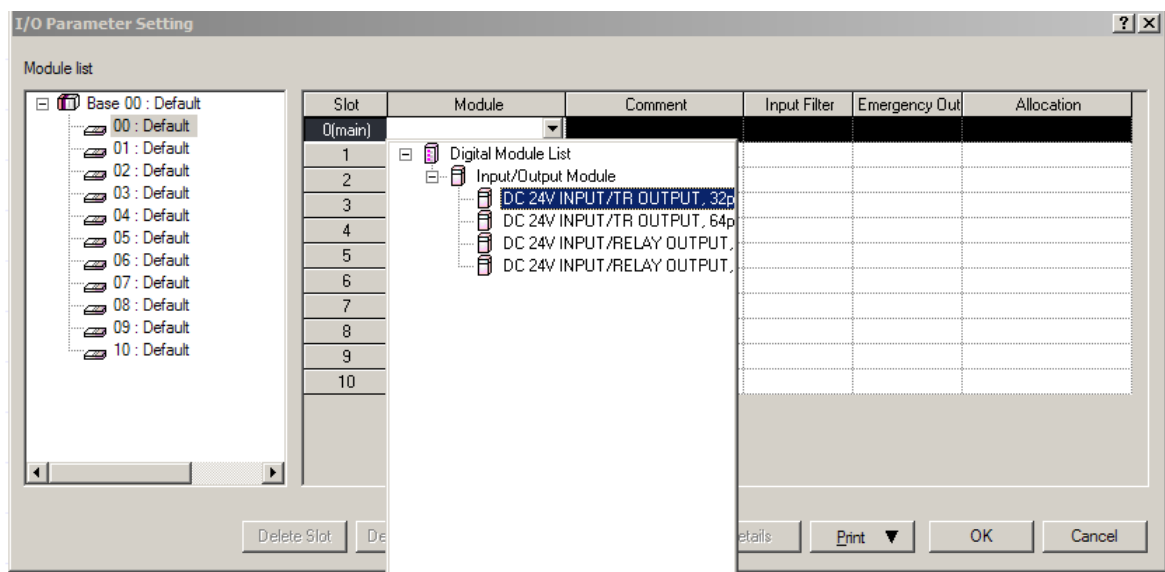 I/O Parameter Setting
Module list
Base 00 : Default
00 : Default
01 : Default
02 : Default
03 : Default
04 : Default
05 : Default
06 : Default
07 : Default
08 : Default
09 : Default
10 : Default
Slot Module Comment Input Filter Emergency Out Allocation
0(main)
1
2
3
4
5
6
7
8
9
10
Digital Module List
Input/Output Module
DC 24V INPUT/TR OUTPUT, 32p
DC 24V INPUT/TR OUTPUT, 64p
DC 24V INPUT/RELAY OUTPUT,
DC 24V INPUT/RELAY OUTPUT,
Delete Slot De etails Print ▼ OK Cancel